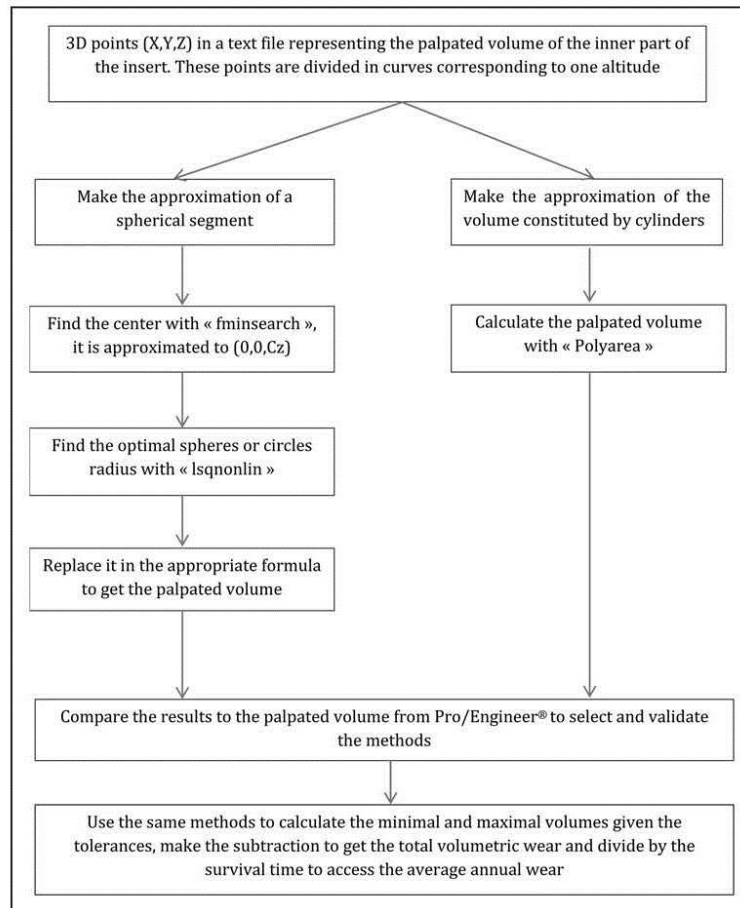 3D points (X,Y,Z) in a text file representing the palpated volume of the inner part of
the insert. These points are divided in curves corresponding to one altitude
Make the approximation of a
spherical segment
Make the approximation of the
volume constituted by cylinders
Find the center with « fminsearch »,
it is approximated to (0,0,Cz)
Calculate the palpated volume
with « Polyarea »
Find the optimal spheres or circles
radius with « lsqnonlin »
Replace it in the appropriate formula
to get the palpated volume
Compare the results to the palpated volume from Pro/Engineer® to select and validate
the methods
Use the same methods to calculate the minimal and maximal volumes given the
tolerances, make the subtraction to get the total volumetric wear and divide by the
survival time to access the average annual wear